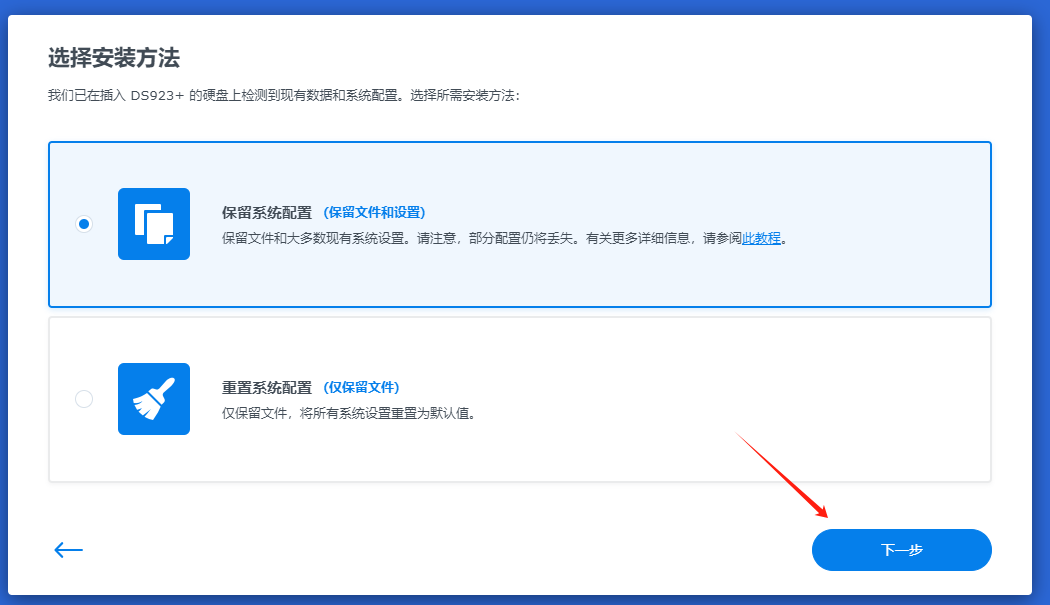 选择安装方法
我们已在插入 DS923+ 的硬盘上检测到现有数据和系统配置。选择所需安装方法：
保留系统配置 (保留文件和设置)
保留文件和大多数现有系统设置。请注意，部分配置仍将丢失。有关更多详细信息，请参阅此教程。
重置系统配置 (仅保留文件)
仅保留文件，将所有系统设置重置为默认值。
下一步